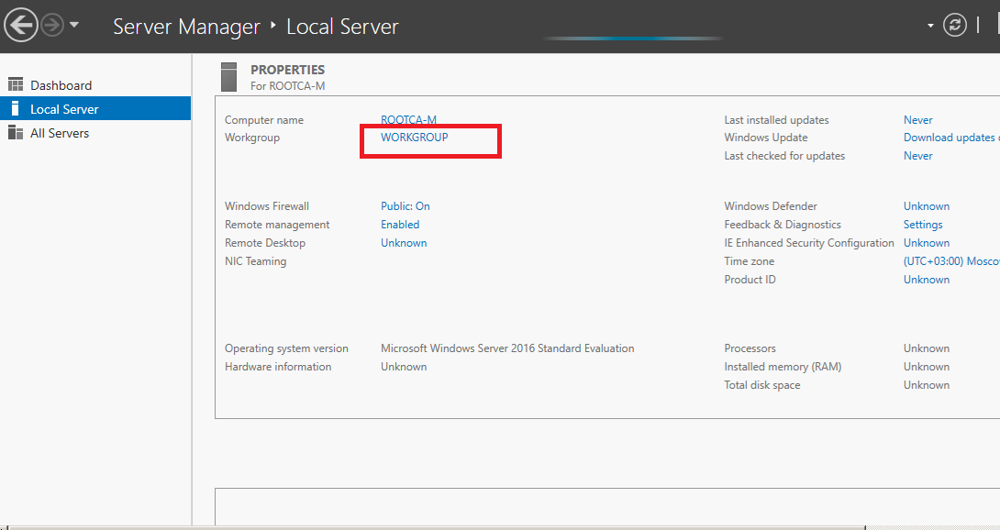 Server Manager ‣ Local Server
Dashboard
Local Server
All Servers
PROPERTIES
For ROOTCA-M
Computer name ROOTCA-M
Workgroup WORKGROUP
Last installed updates Never
Windows Update Download updates
Last checked for updates Never
Windows Firewall Public: On
Remote management Enabled
Remote Desktop Unknown
NIC Teaming
Windows Defender Unknown
Feedback & Diagnostics Settings
IE Enhanced Security Configuration Unknown
Time zone (UTC+03:00) Mosco
Product ID Unknown
Operating system version Microsoft Windows Server 2016 Standard Evaluation
Hardware information Unknown
Processors Unknown
Installed memory (RAM) Unknown
Total disk space Unknown